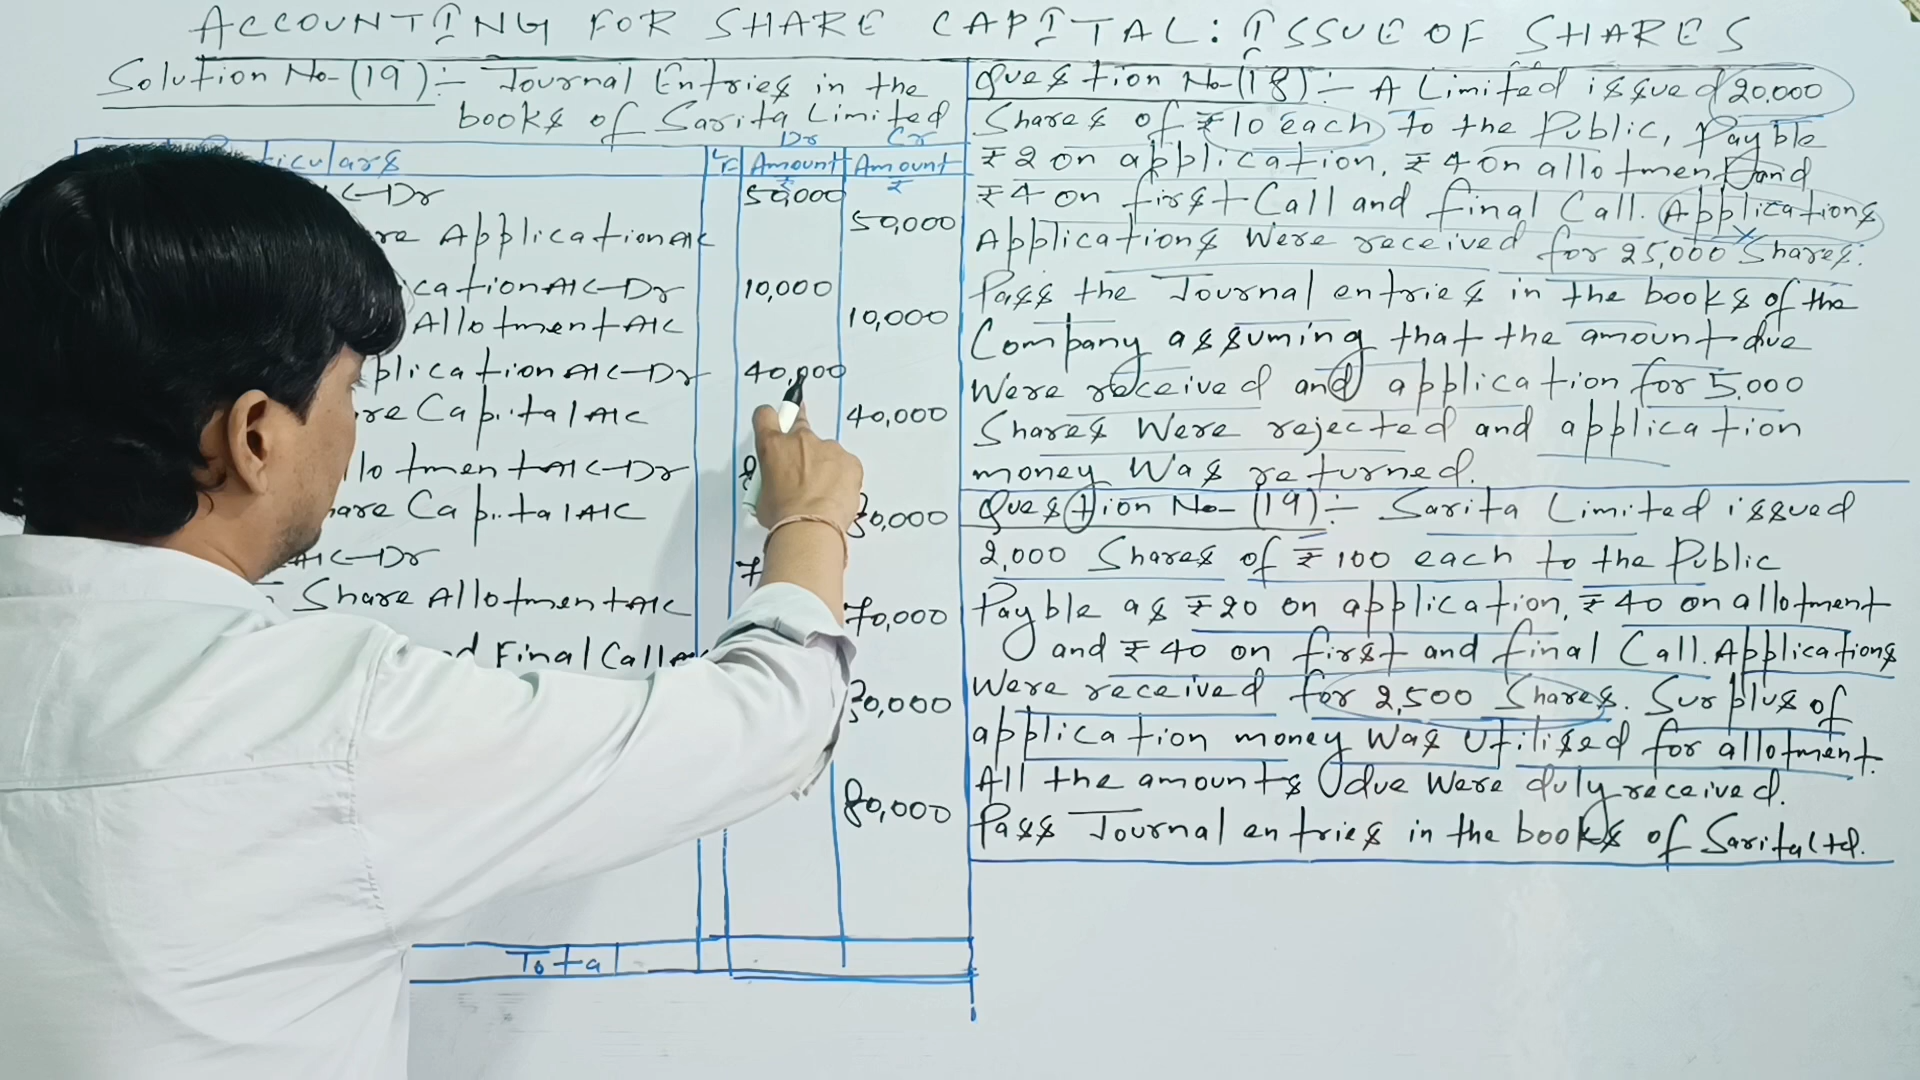 ACCOUNTING FOR SHARE CAPITAL: ISSUE OF SHARES
Solution No-(19):- Journal Entries in the
books of Sarita Limited
Dr Cr
ticulars L.F. Amount ₹ Amount ₹
A/C-Dr 50,000
re Application A/C 50,000
ication A/C-Dr 10,000
Allotment A/C 10,000
plication A/C-Dr 40,000
re Capital A/C 40,000
llotment A/C-Dr 8
hare Capital A/C 80,000
A/C-Dr 7
Share Allotment A/C 70,000
nd Final Call A/C
80,000
80,000
Total
Question No-(18):- A Limited issued 20,000
Shares of ₹10 each to the Public, Payble
₹2 on application, ₹4 on allotment and
₹4 on first Call and final Call. Applications
Applications Were received for 25,000 Shares.
Pass the Journal entries in the books of the
Company assuming that the amount due
Were received and application for 5,000
Shares Were rejected and application
money Was returned.
Question No- (19):- Sarita Limited issued
2,000 Shares of ₹100 each to the Public
Payble as ₹20 on application, ₹40 on allotment
and ₹40 on first and final Call. Applications
Were received for 2,500 Shares. Surplus of
application money Was Utilised for allotment.
All the amounts due Were duly received.
Pass Journal entries in the books of Sarita Ltd.